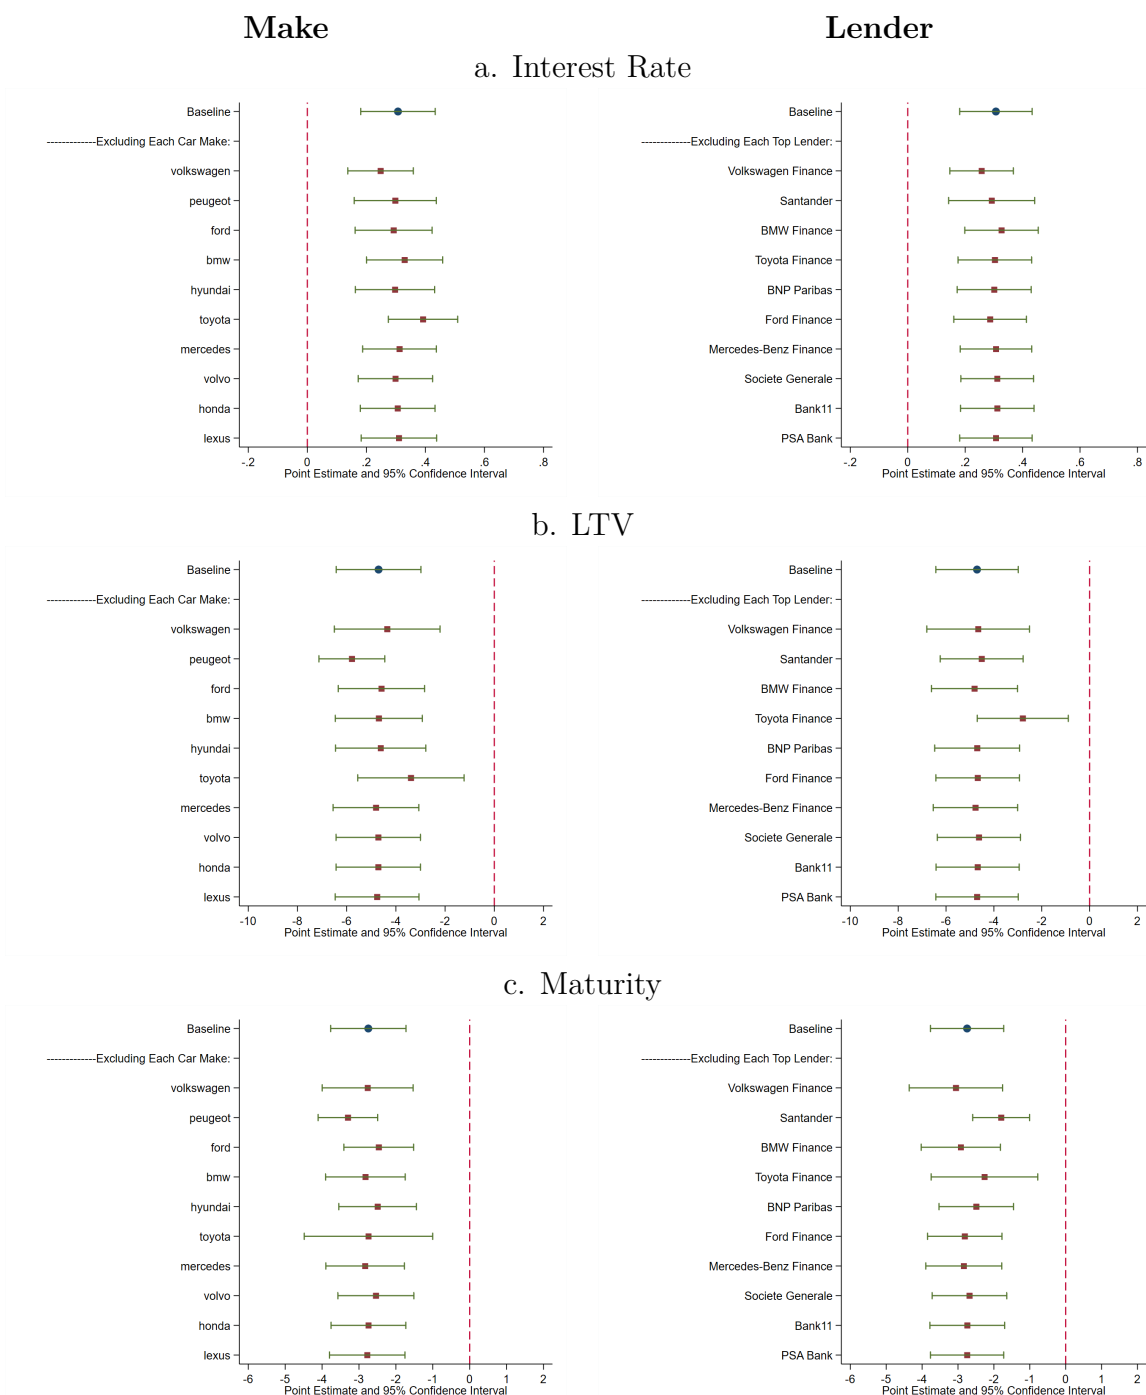 Make Lender
a. Interest Rate
Baseline
-------------Excluding Each Car Make:
volkswagen
peugeot
ford
bmw
hyundai
toyota
mercedes
volvo
honda
lexus
-.2 0 .2 .4 .6 .8
Point Estimate and 95% Confidence Interval
Baseline
-------------Excluding Each Top Lender:
Volkswagen Finance
Santander
BMW Finance
Toyota Finance
BNP Paribas
Ford Finance
Mercedes-Benz Finance
Societe Generale
Bank11
PSA Bank
-.2 0 .2 .4 .6 .8
Point Estimate and 95% Confidence Interval
b. LTV
Baseline
-------------Excluding Each Car Make:
volkswagen
peugeot
ford
bmw
hyundai
toyota
mercedes
volvo
honda
lexus
-10 -8 -6 -4 -2 0 2
Point Estimate and 95% Confidence Interval
Baseline
-------------Excluding Each Top Lender:
Volkswagen Finance
Santander
BMW Finance
Toyota Finance
BNP Paribas
Ford Finance
Mercedes-Benz Finance
Societe Generale
Bank11
PSA Bank
-10 -8 -6 -4 -2 0 2
Point Estimate and 95% Confidence Interval
c. Maturity
Baseline
-------------Excluding Each Car Make:
volkswagen
peugeot
ford
bmw
hyundai
toyota
mercedes
volvo
honda
lexus
-6 -5 -4 -3 -2 -1 0 1 2
Point Estimate and 95% Confidence Interval
Baseline
-------------Excluding Each Top Lender:
Volkswagen Finance
Santander
BMW Finance
Toyota Finance
BNP Paribas
Ford Finance
Mercedes-Benz Finance
Societe Generale
Bank11
PSA Bank
-6 -5 -4 -3 -2 -1 0 1 2
Point Estimate and 95% Confidence Interval